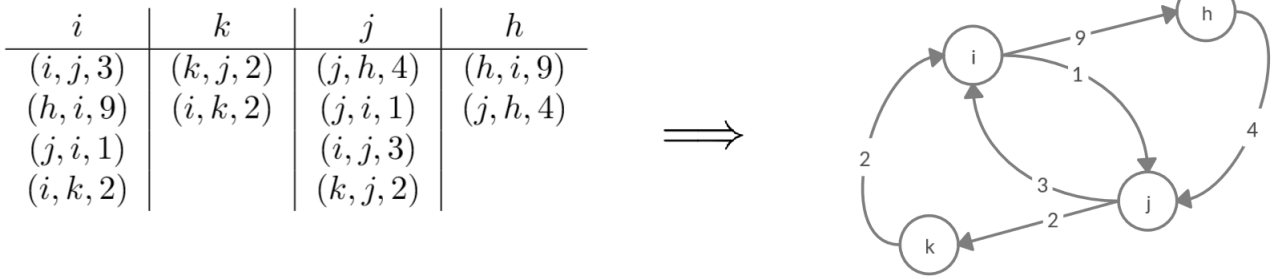 i k j h
(i, j, 3) (k, j, 2) (j, h, 4) (h, i, 9)
(h, i, 9) (i, k, 2) (j, i, 1) (j, h, 4)
(j, i, 1) (i, j, 3)
(i, k, 2) (k, j, 2)
h
9
i
1
4
2
3
j
2
k